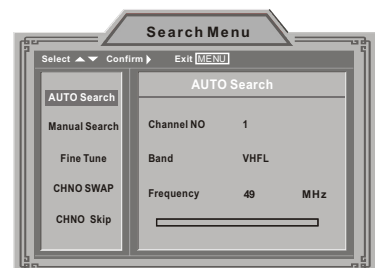 Search Menu
Select ▲ ▼ Confirm ▶ Exit MENU
AUTO Search
Manual Search
Fine Tune
CHNO SWAP
CHNO Skip
AUTO Search
Channel NO 1
Band VHFL
Frequency 49 MHz